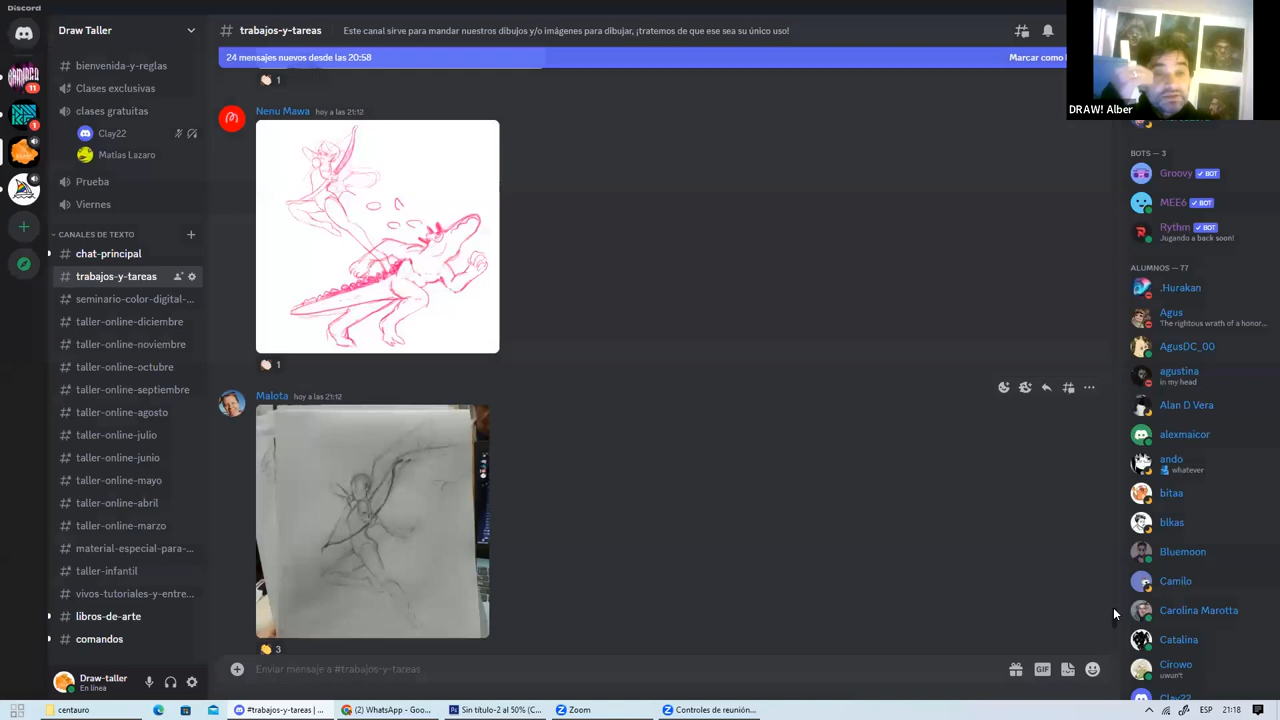 Discord
Draw Taller
bienvenida-y-reglas
Clases exclusivas
clases gratuitas
Clay22
Matías Lazaro
Prueba
Viernes
CANALES DE TEXTO
chat-principal
trabajos-y-tareas
seminario-color-digital-...
taller-online-diciembre
taller-online-noviembre
taller-online-octubre
taller-online-septiembre
taller-online-agosto
taller-online-julio
taller-online-junio
taller-online-mayo
taller-online-abril
taller-online-marzo
material-especial-para-...
taller-infantil
vivos-tutoriales-y-entre...
libros-de-arte
comandos
Draw-taller
En línea
11
1
trabajos-y-tareas
Este canal sirve para mandar nuestros dibujos y/o imágenes para dibujar, ¡tratemos de que ese sea su único uso!
24 mensajes nuevos desde las 20:58
Marcar como
1
Nenu Mawa hoy a las 21:12
1
Malota hoy a las 21:12
3
Enviar mensaje a #trabajos-y-tareas
GIF
DRAW! Alber
BOTS — 3
Groovy BOT
MEE6 BOT
Rythm BOT
Jugando a back soon!
ALUMNOS — 77
.Hurakan
Agus
The rightous wrath of a honor...
AgusDC_00
agustina
in my head
Alan D Vera
alexmaicor
ando
whatever
bitaa
blkas
Bluemoon
Camilo
Carolina Marotta
Catalina
Cirowo
uwun't
Clay22
centauro
#trabajos-y-tareas | ...
(2) WhatsApp - Goo...
Sin título-2 al 50% (C...
Zoom
Controles de reunión...
ESP
21:18